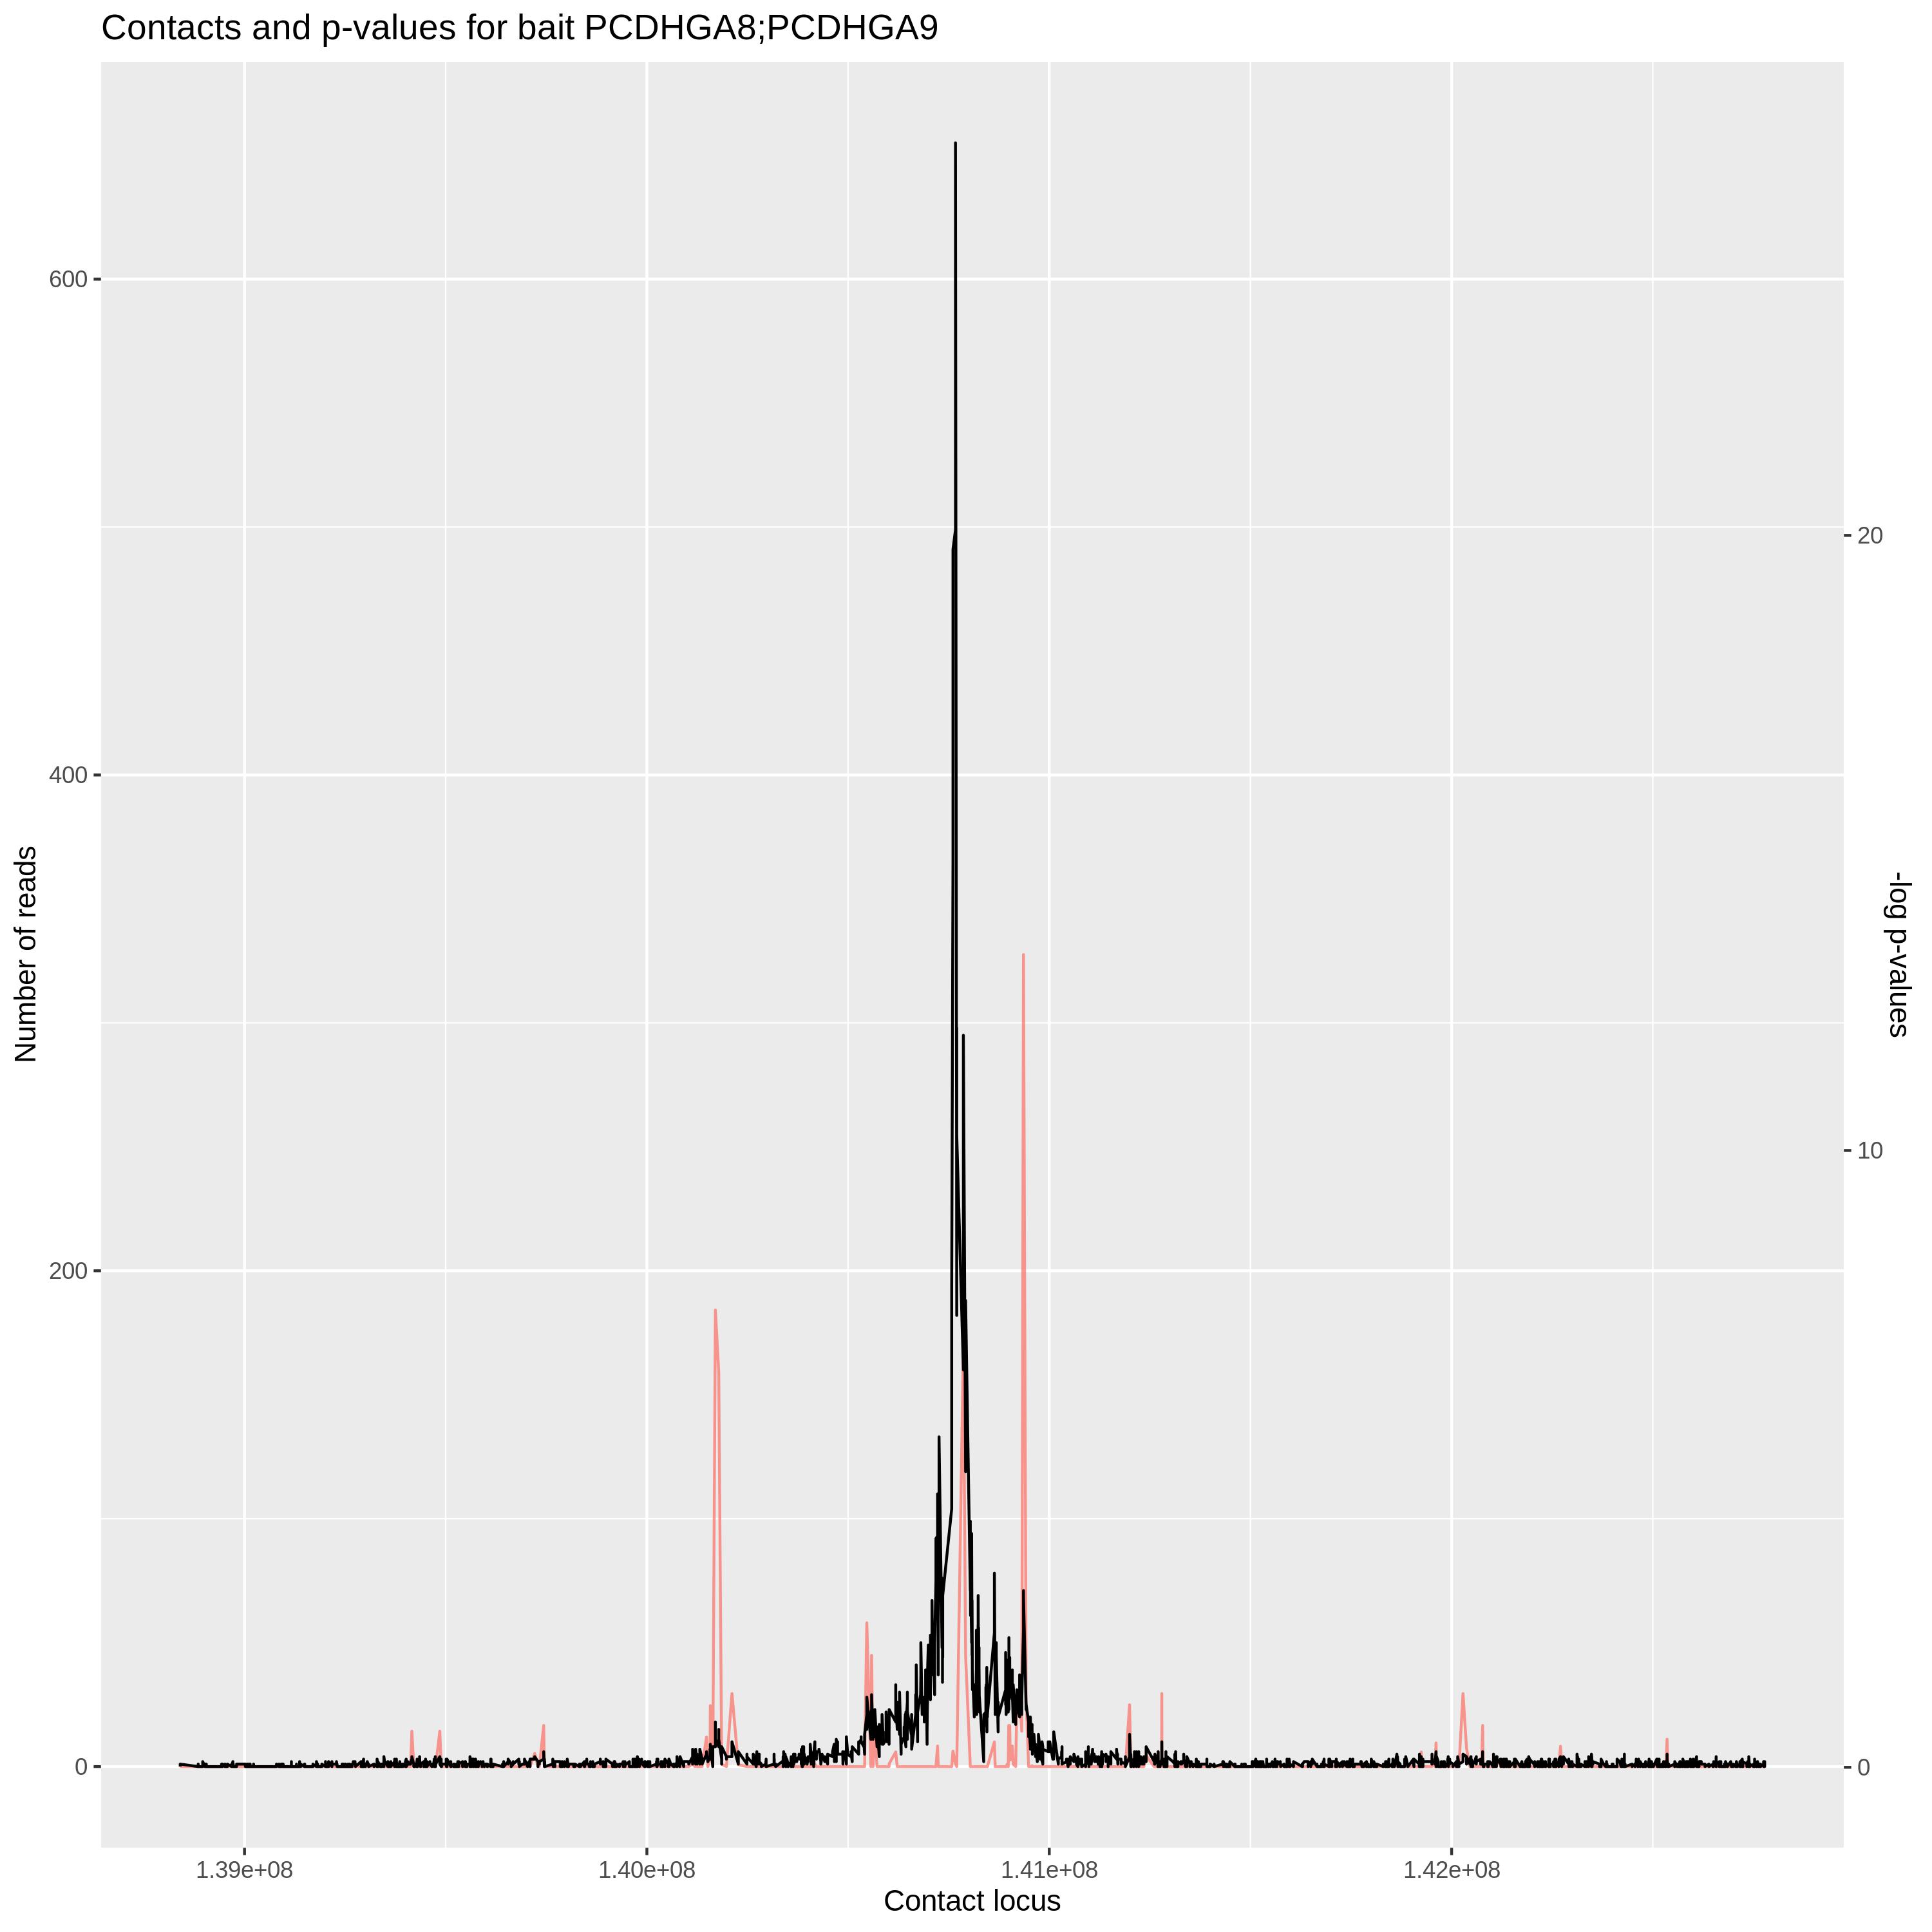 Contacts and p-values for bait PCDHGA8;PCDHGA9
600
400
200
0
Number of reads
20
10
0
-log p-values
1.39e+08
1.40e+08
1.41e+08
1.42e+08
Contact locus